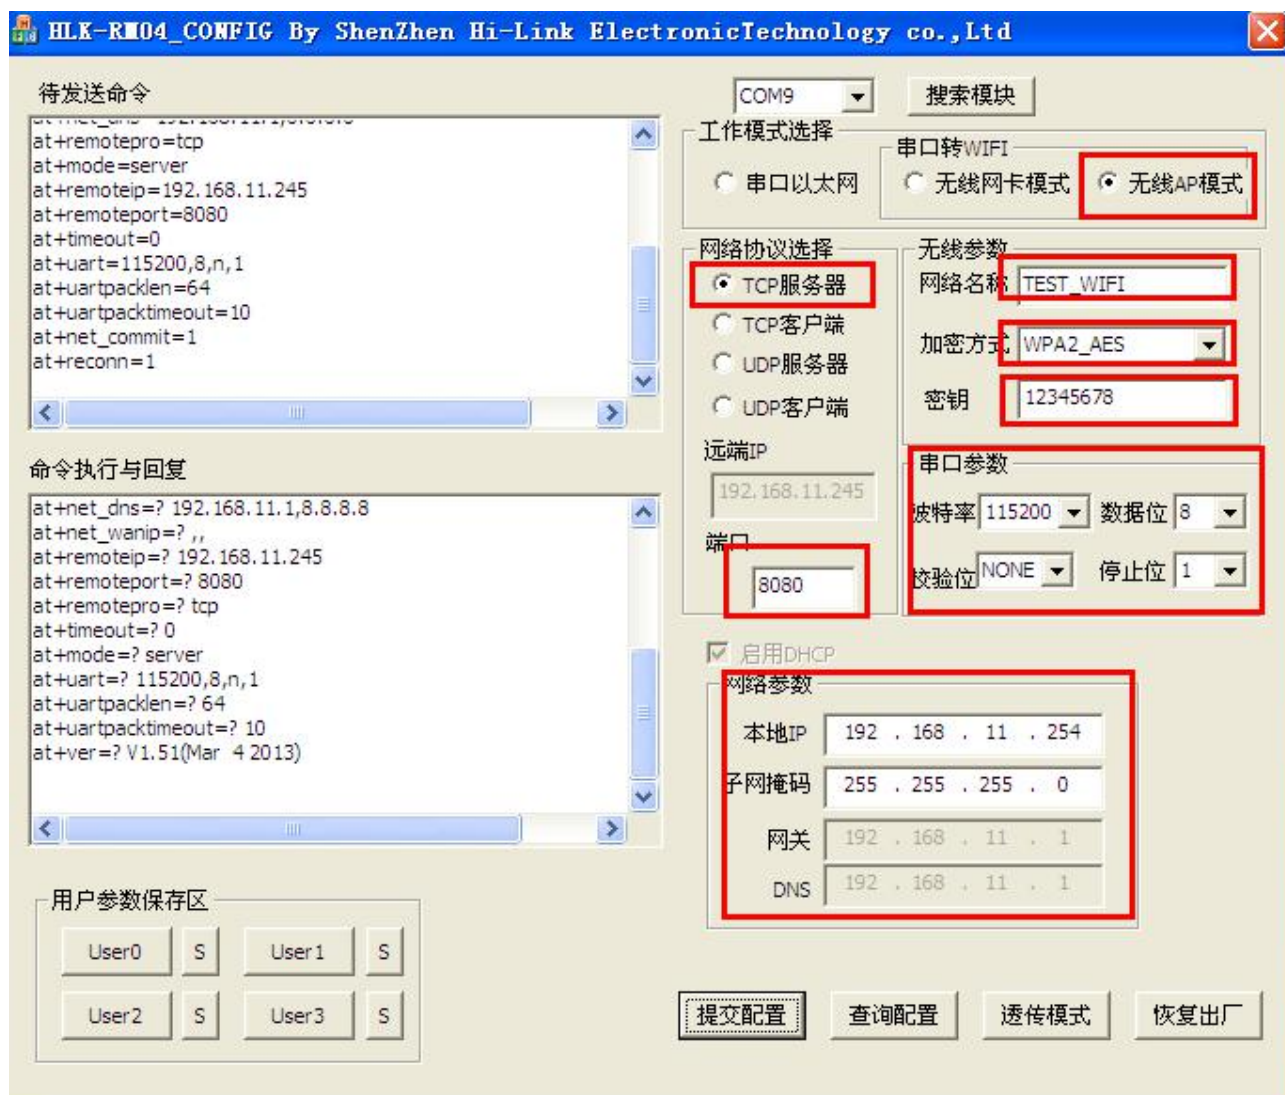 HLK-RM04_CONFIG By ShenZhen Hi-Link ElectronicTechnology co.,Ltd
待发送命令
at+net_dns=192.168.11.1,8.8.8.8
at+remotepro=tcp
at+mode=server
at+remoteip=192.168.11.245
at+remoteport=8080
at+timeout=0
at+uart=115200,8,n,1
at+uartpacklen=64
at+uartpacktimeout=10
at+net_commit=1
at+reconn=1
命令执行与回复
at+net_dns=? 192.168.11.1,8.8.8.8
at+net_wanip=? ,,
at+remoteip=? 192.168.11.245
at+remoteport=? 8080
at+remotepro=? tcp
at+timeout=? 0
at+mode=? server
at+uart=? 115200,8,n,1
at+uartpacklen=? 64
at+uartpacktimeout=? 10
at+ver=? V1.51(Mar 4 2013)
用户参数保存区
User0 S User1 S
User2 S User3 S
COM9 搜索模块
工作模式选择
串口转WIFI
串口以太网 无线网卡模式 无线AP模式
网络协议选择
TCP服务器
TCP客户端
UDP服务器
UDP客户端
远端IP
192.168.11.245
端口
8080
无线参数
网络名称 TEST_WIFI
加密方式 WPA2_AES
密钥 12345678
串口参数
波特率 115200 数据位 8
校验位 NONE 停止位 1
启用DHCP
网络参数
本地IP 192 . 168 . 11 . 254
子网掩码 255 . 255 . 255 . 0
网关 192 . 168 . 11 . 1
DNS 192 . 168 . 11 . 1
提交配置 查询配置 透传模式 恢复出厂